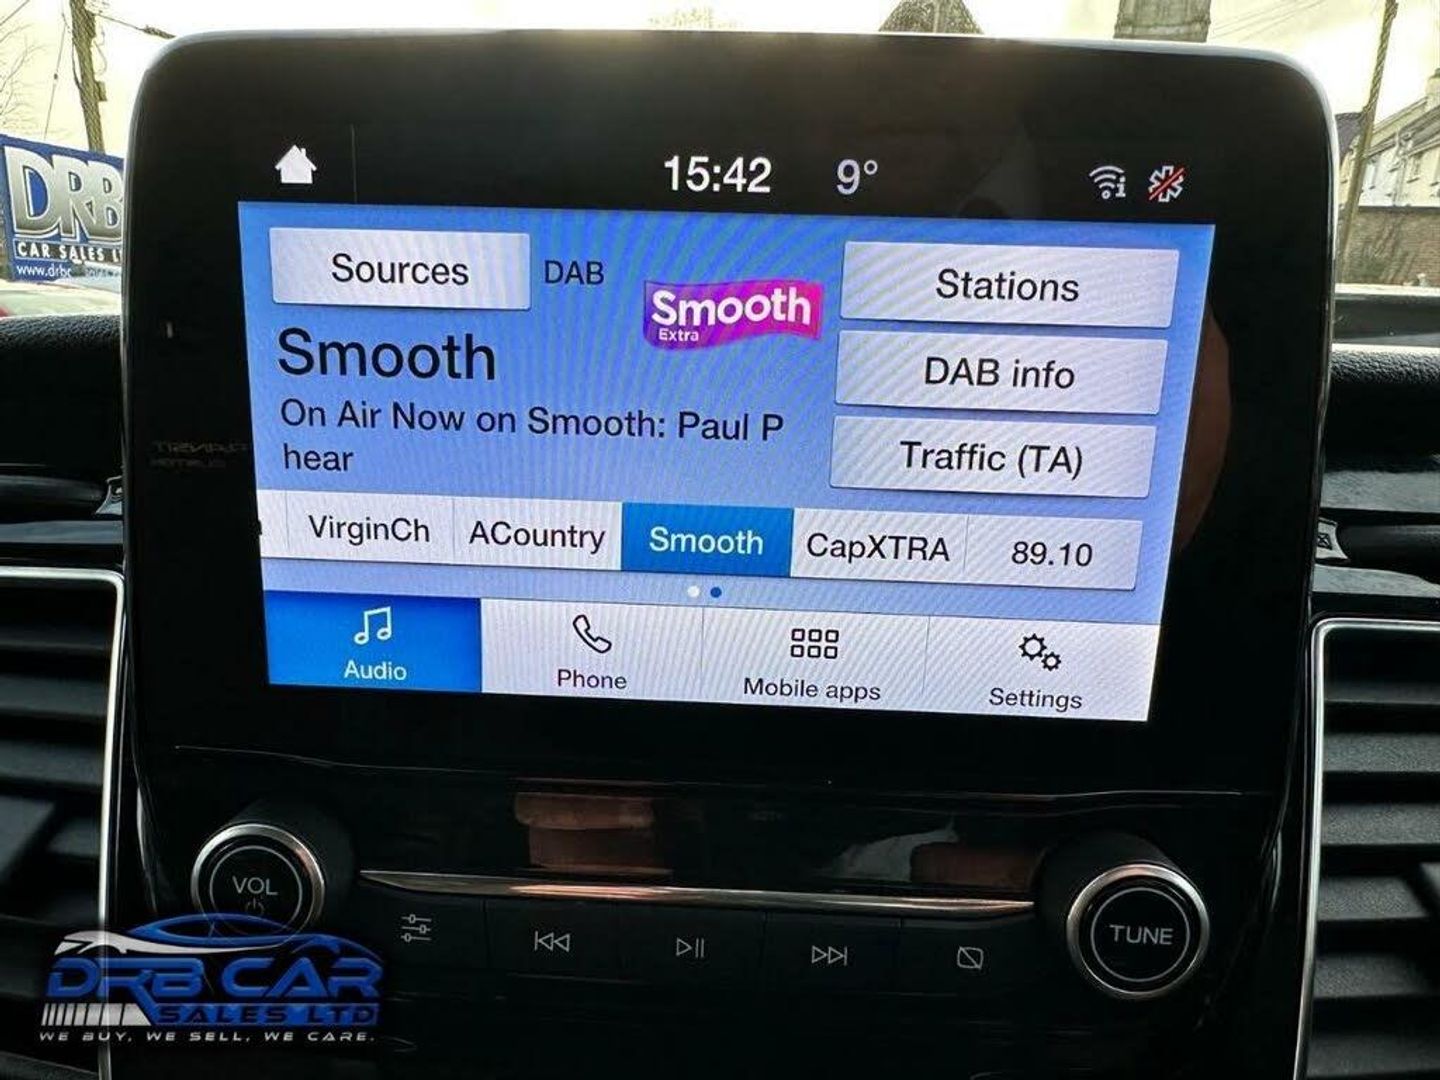 15:42 9°
DRB
CAR SALES
www.drbc
Sources DAB
Smooth
Extra
Stations
Smooth
DAB info
On Air Now on Smooth: Paul P
hear
Traffic (TA)
VirginCh ACountry Smooth CapXTRA 89.10
Audio Phone Mobile apps Settings
VOL
TUNE
DRB CAR
SALES LTD
WE BUY, WE SELL, WE CARE.